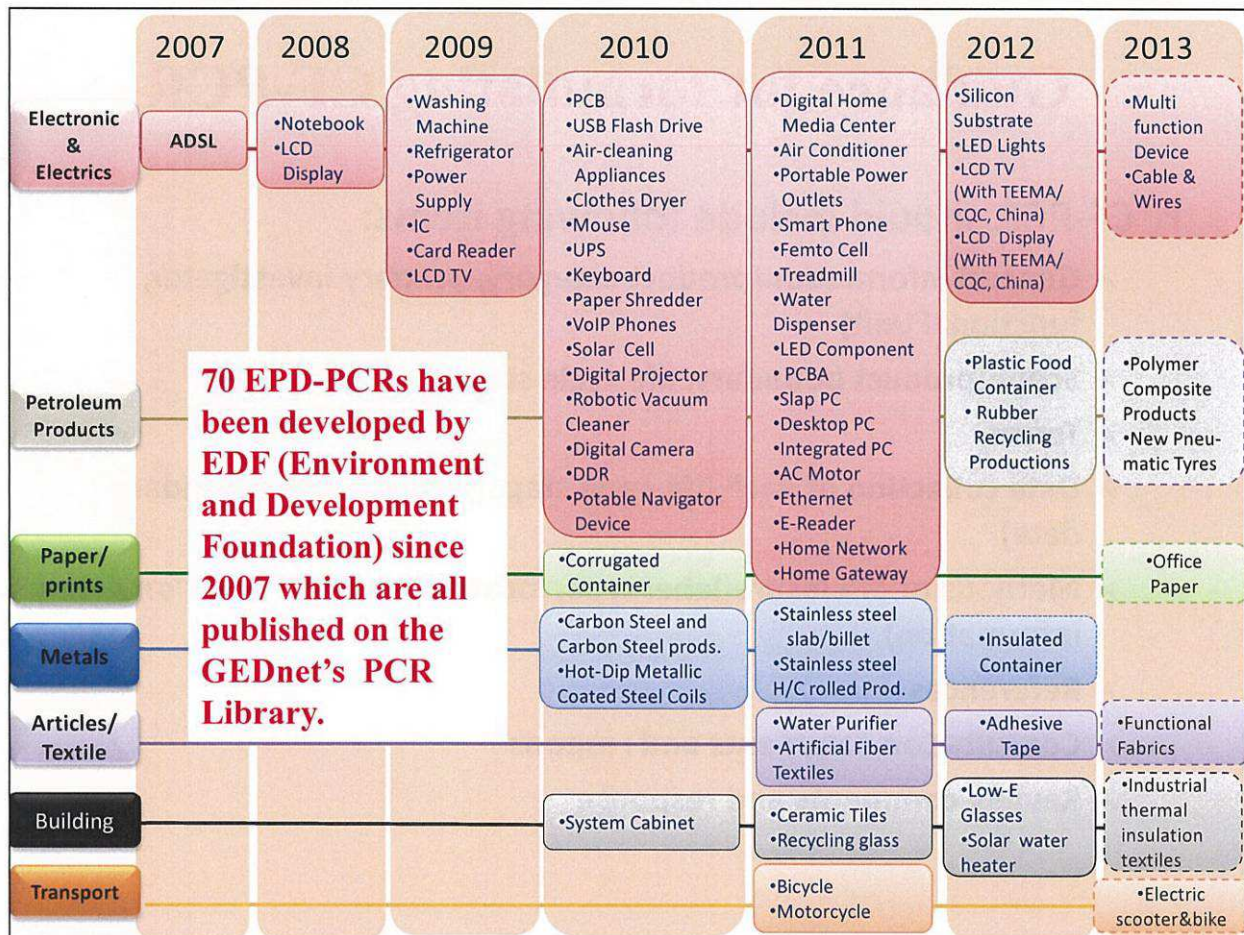 2007
2008
2009
2010
2011
2012
2013
Electronic
&
Electrics
ADSL
•Notebook
•LCD
Display
•Washing
Machine
•Refrigerator
•Power
Supply
•IC
•Card Reader
•LCD TV
•PCB
•USB Flash Drive
•Air-cleaning
Appliances
•Clothes Dryer
•Mouse
•UPS
•Keyboard
•Paper Shredder
•VoIP Phones
•Solar Cell
•Digital Projector
•Robotic Vacuum
Cleaner
•Digital Camera
•DDR
•Potable Navigator
Device
•Digital Home
Media Center
•Air Conditioner
•Portable Power
Outlets
•Smart Phone
•Femto Cell
•Treadmill
•Water
Dispenser
•LED Component
•PCBA
•Slap PC
•Desktop PC
•Integrated PC
•AC Motor
•Ethernet
•E-Reader
•Home Network
•Home Gateway
•Silicon
Substrate
•LED Lights
•LCD TV
(With TEEMA/
CQC, China)
•LCD Display
(With TEEMA/
CQC, China)
•Multi
function
Device
•Cable &
Wires
70 EPD-PCRs have
been developed by
EDF (Environment
and Development
Foundation) since
2007 which are all
published on the
GEDnet's PCR
Library.
Petroleum
Products
•Plastic Food
Container
• Rubber
Recycling
Productions
•Polymer
Composite
Products
•New Pneu-
matic Tyres
Paper/
prints
•Corrugated
Container
•Office
Paper
Metals
•Carbon Steel and
Carbon Steel prods.
•Hot-Dip Metallic
Coated Steel Coils
•Stainless steel
slab/billet
•Stainless steel
H/C rolled Prod.
•Insulated
Container
Articles/
Textile
•Water Purifier
•Artificial Fiber
Textiles
•Adhesive
Tape
•Functional
Fabrics
Building
•System Cabinet
•Ceramic Tiles
•Recycling glass
•Low-E
Glasses
•Solar water
heater
•Industrial
thermal
insulation
textiles
Transport
•Bicycle
•Motorcycle
•Electric
scooter&bike